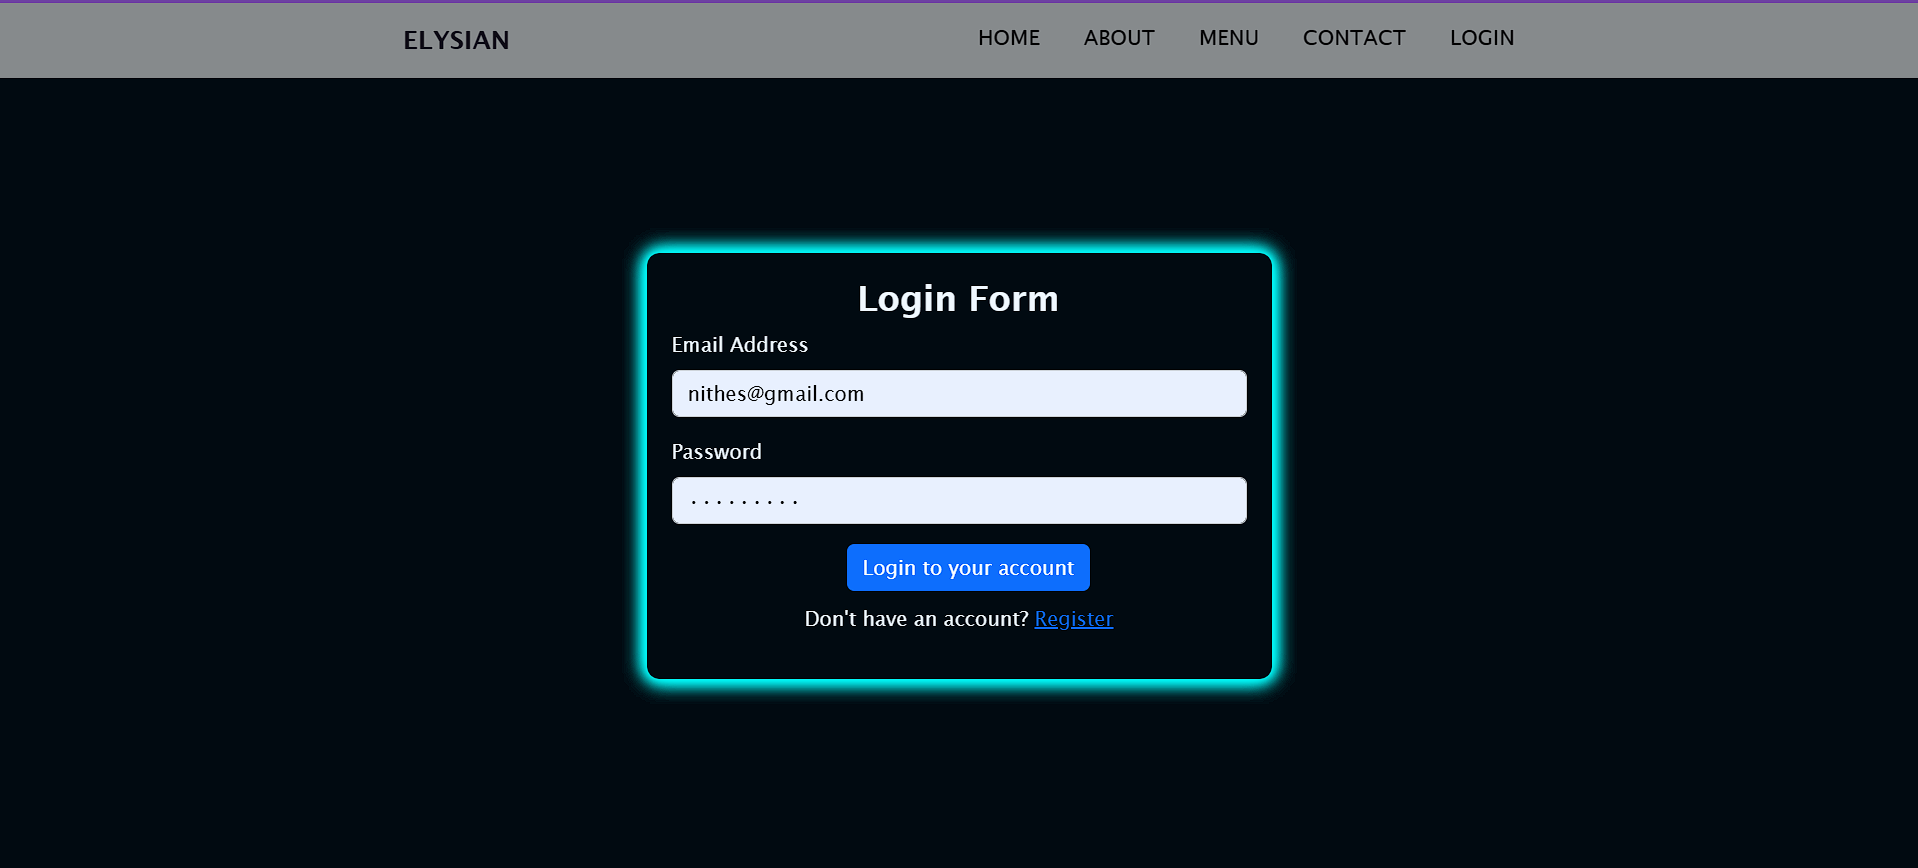 ELYSIAN HOME ABOUT MENU CONTACT LOGIN
Login Form
Email Address
nithes@gmail.com
Password
·········
Login to your account
Don't have an account? Register